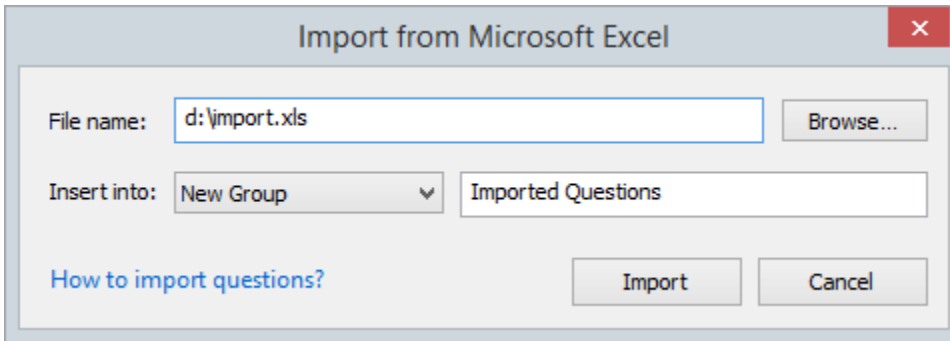 Import from Microsoft Excel
File name: d:\import.xls Browse...
Insert into: New Group Imported Questions
How to import questions? Import Cancel